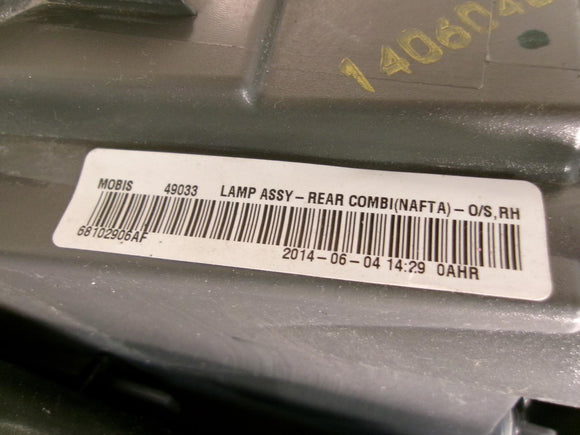 MOBIS 49033 LAMP ASSY-REAR COMBI(NAFTA)-O/S,RH
68102906AF 2014-06-04 14:29 0AHR